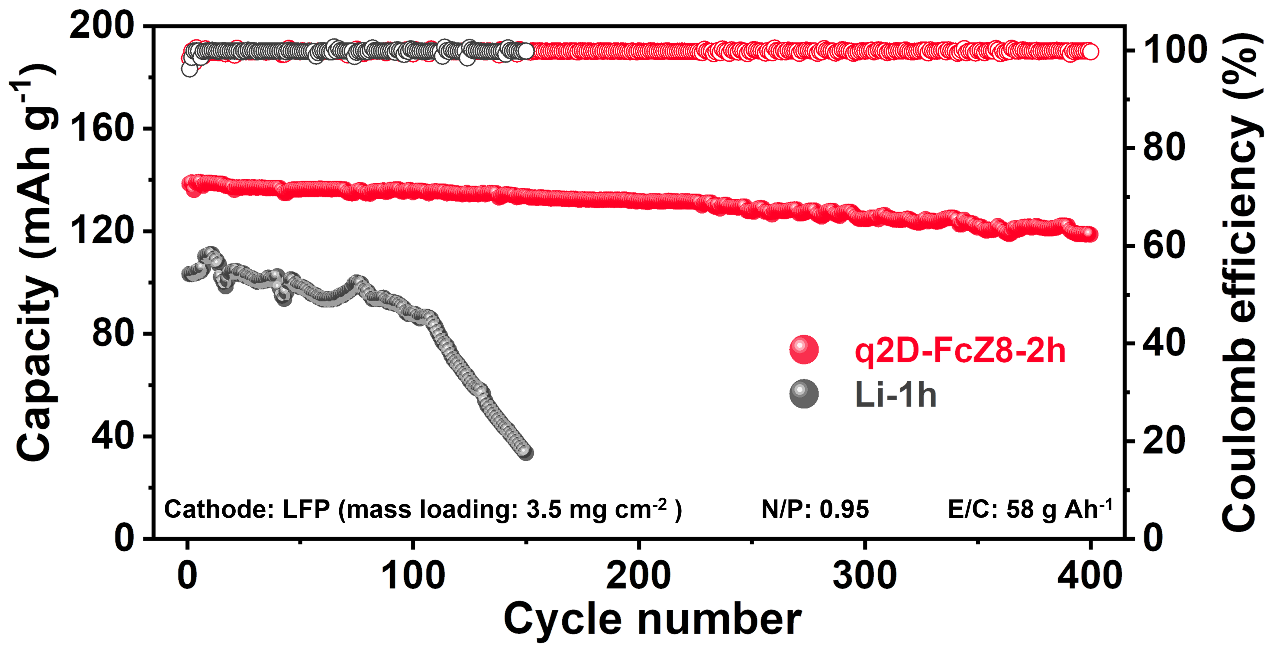 200
160
120
80
40
0
Capacity (mAh g⁻¹)
100
80
60
40
20
0
Coulomb efficiency (%)
q2D-FcZ8-2h
Li-1h
Cathode: LFP (mass loading: 3.5 mg cm⁻² ) N/P: 0.95 E/C: 58 g Ah⁻¹
0 100 200 300 400
Cycle number